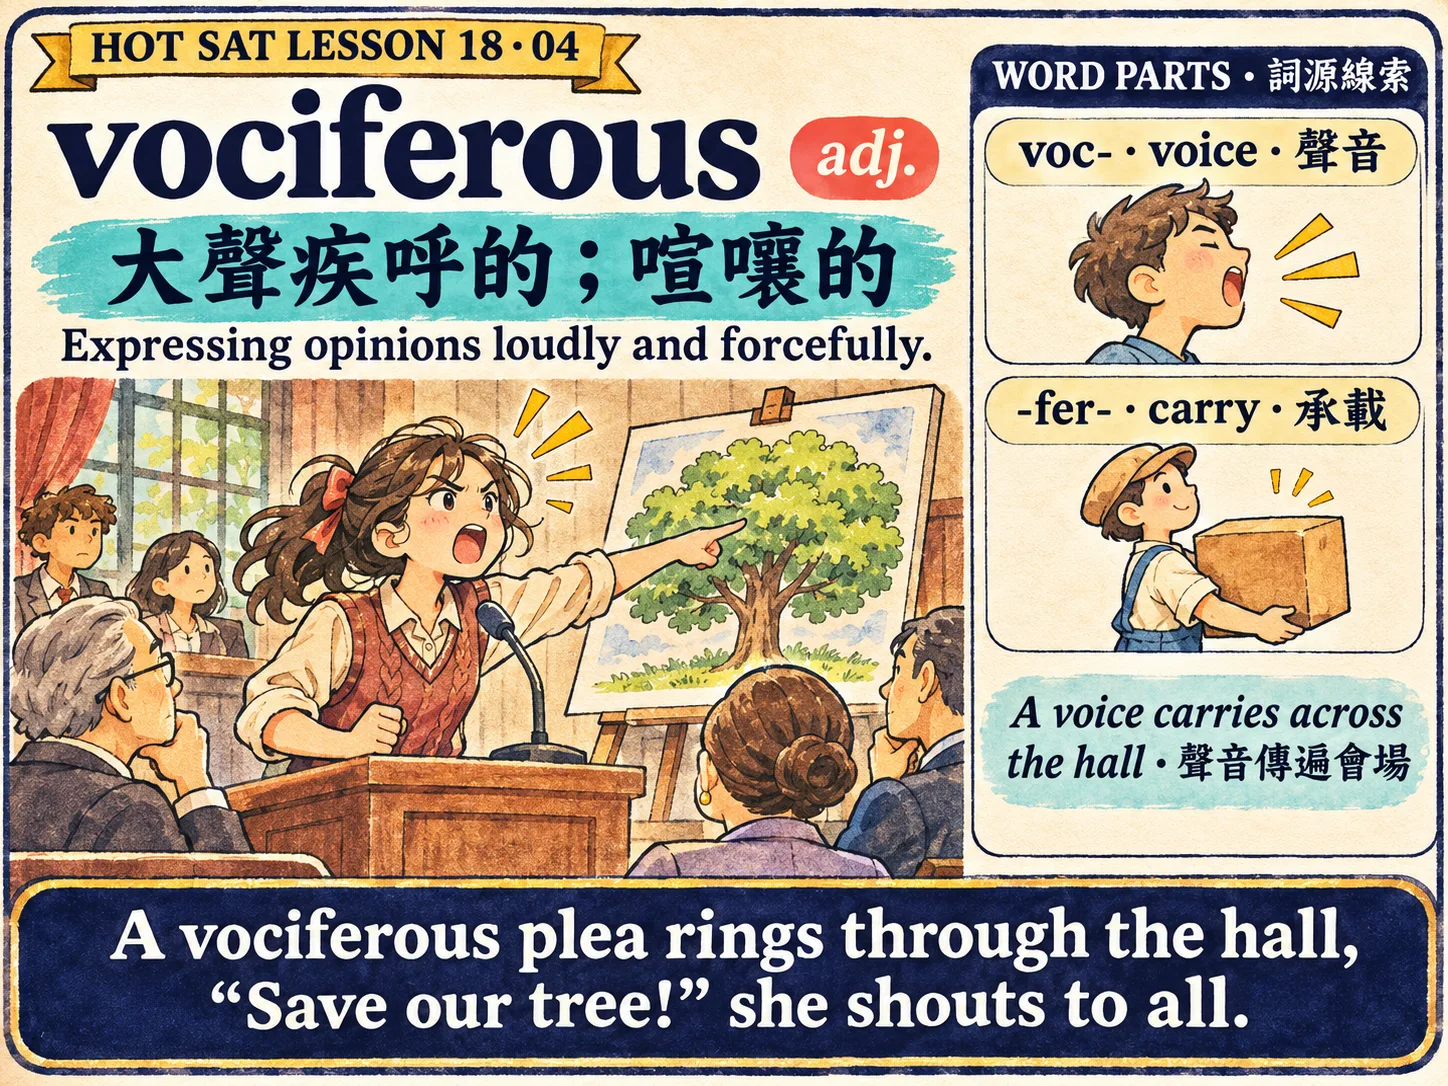 HOT SAT LESSON 18·04
vociferous adj.
大聲疾呼的；喧嚷的
Expressing opinions loudly and forcefully.
WORD PARTS · 詞源線索
voc- · voice · 聲音
-fer- · carry · 承載
A voice carries across
the hall · 聲音傳遍會場
A vociferous plea rings through the hall,
“Save our tree!” she shouts to all.